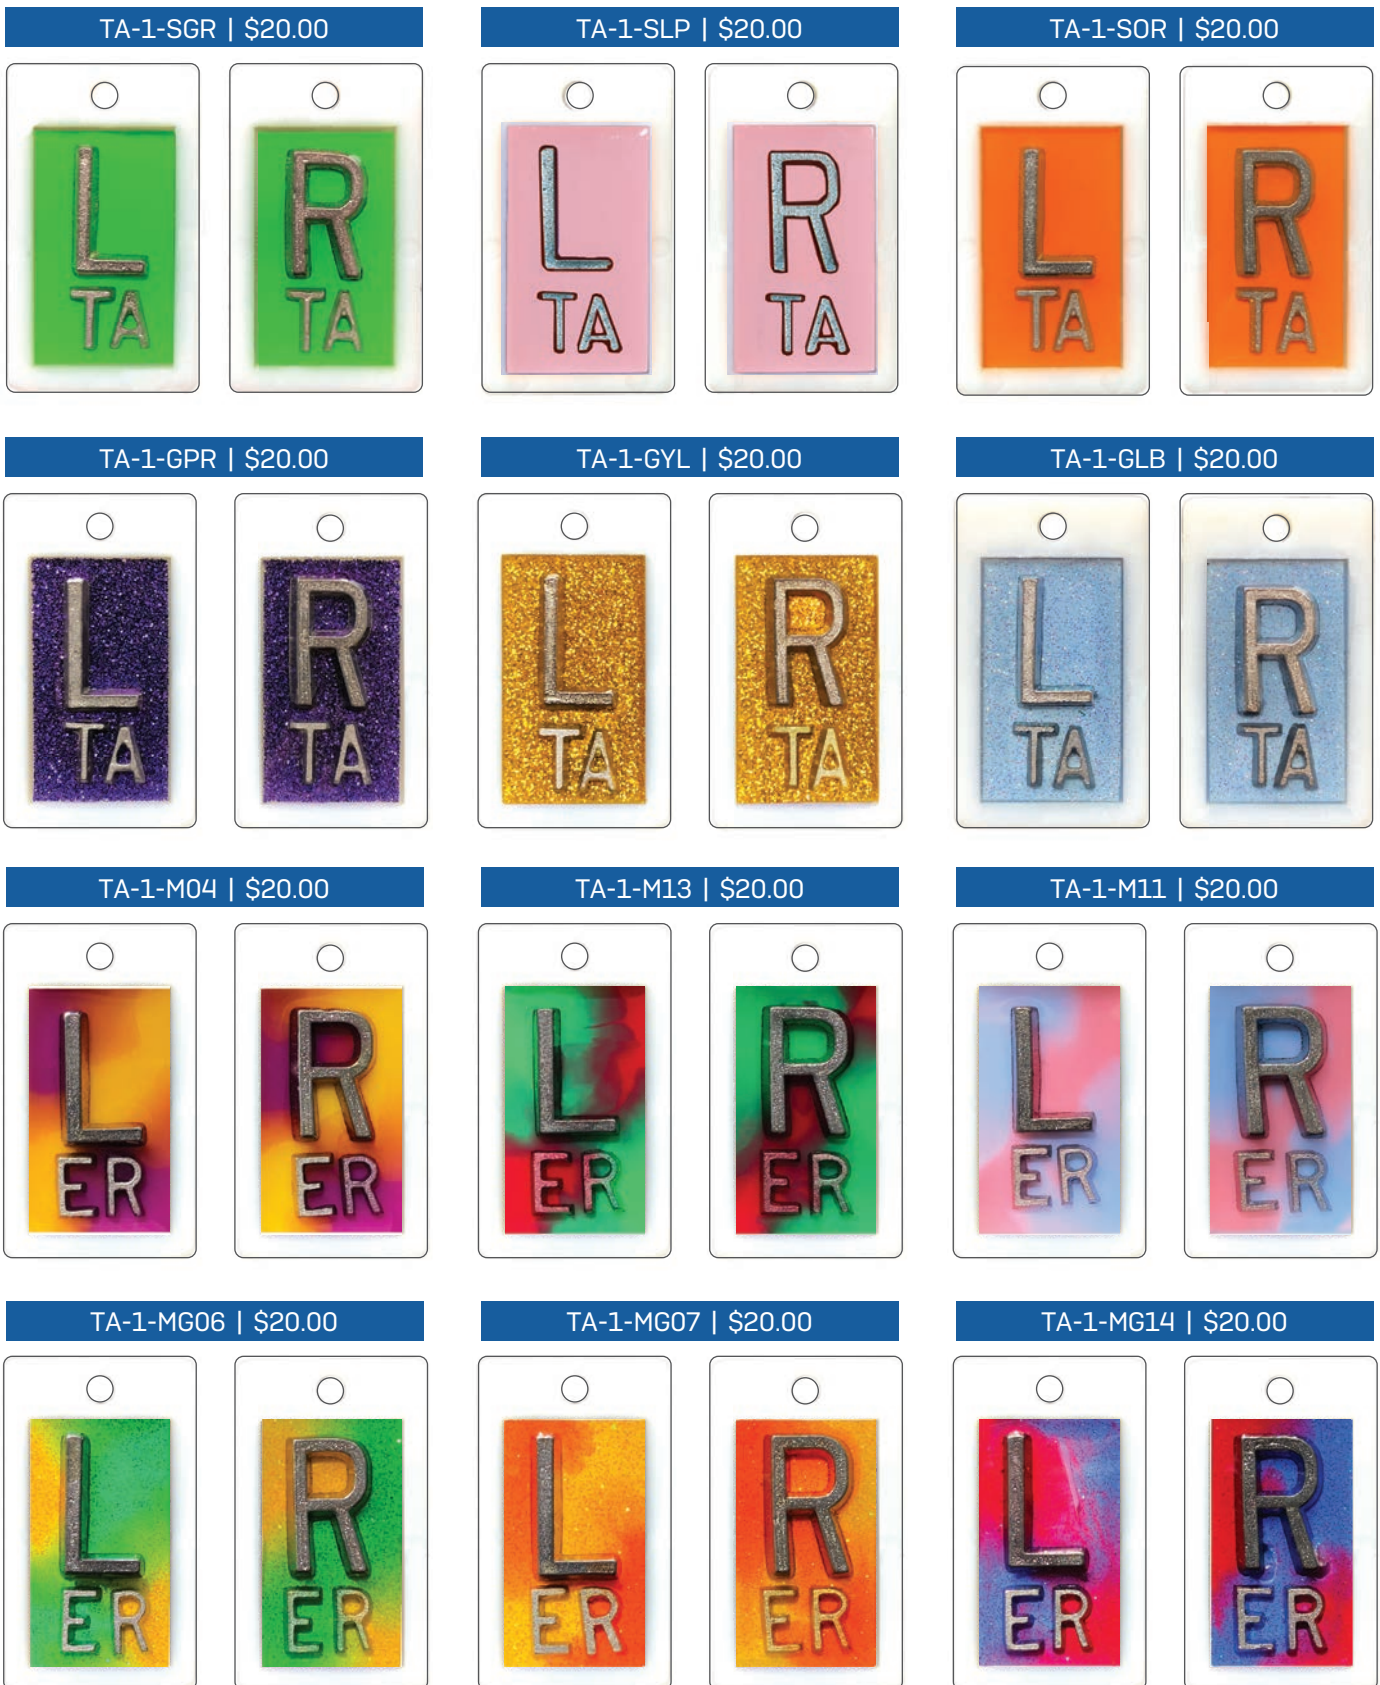 TA-1-SGR | $20.00
TA-1-SLP | $20.00
TA-1-SOR | $20.00
L R
TA TA
L R
TA TA
L R
TA TA
TA-1-GPR | $20.00
TA-1-GYL | $20.00
TA-1-GLB | $20.00
L R
TA TA
L R
TA TA
L R
TA TA
TA-1-M04 | $20.00
TA-1-M13 | $20.00
TA-1-M11 | $20.00
L R
ER ER
L R
ER ER
L R
ER ER
TA-1-MG06 | $20.00
TA-1-MG07 | $20.00
TA-1-MG14 | $20.00
L R
ER ER
L R
ER ER
L R
ER ER